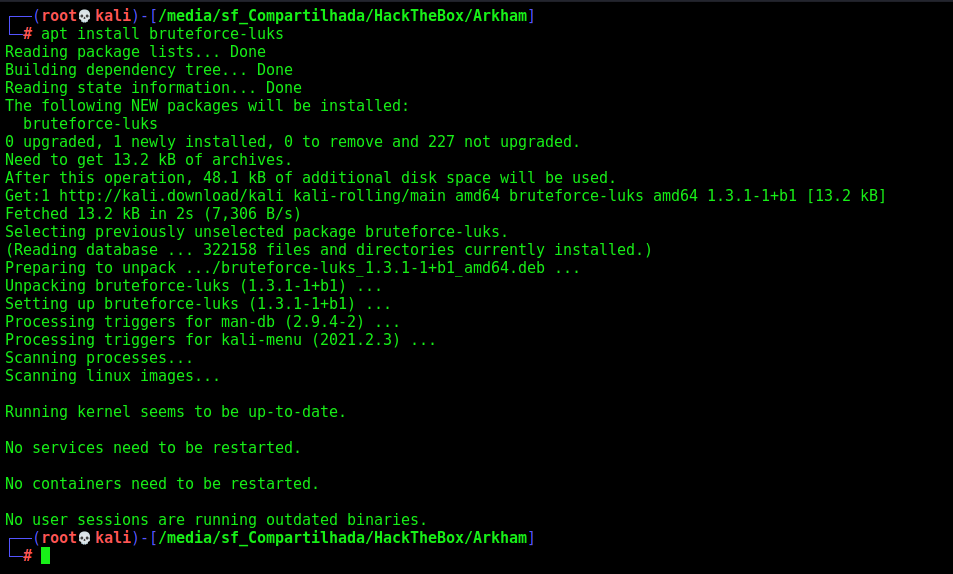 ┌──(root💀kali)-[/media/sf_Compartilhada/HackTheBox/Arkham]
└─# apt install bruteforce-luks
Reading package lists... Done
Building dependency tree... Done
Reading state information... Done
The following NEW packages will be installed:
  bruteforce-luks
0 upgraded, 1 newly installed, 0 to remove and 227 not upgraded.
Need to get 13.2 kB of archives.
After this operation, 48.1 kB of additional disk space will be used.
Get:1 http://kali.download/kali kali-rolling/main amd64 bruteforce-luks amd64 1.3.1-1+b1 [13.2 kB]
Fetched 13.2 kB in 2s (7,306 B/s)
Selecting previously unselected package bruteforce-luks.
(Reading database ... 322158 files and directories currently installed.)
Preparing to unpack .../bruteforce-luks_1.3.1-1+b1_amd64.deb ...
Unpacking bruteforce-luks (1.3.1-1+b1) ...
Setting up bruteforce-luks (1.3.1-1+b1) ...
Processing triggers for man-db (2.9.4-2) ...
Processing triggers for kali-menu (2021.2.3) ...
Scanning processes...
Scanning linux images...

Running kernel seems to be up-to-date.

No services need to be restarted.

No containers need to be restarted.

No user sessions are running outdated binaries.
┌──(root💀kali)-[/media/sf_Compartilhada/HackTheBox/Arkham]
└─#